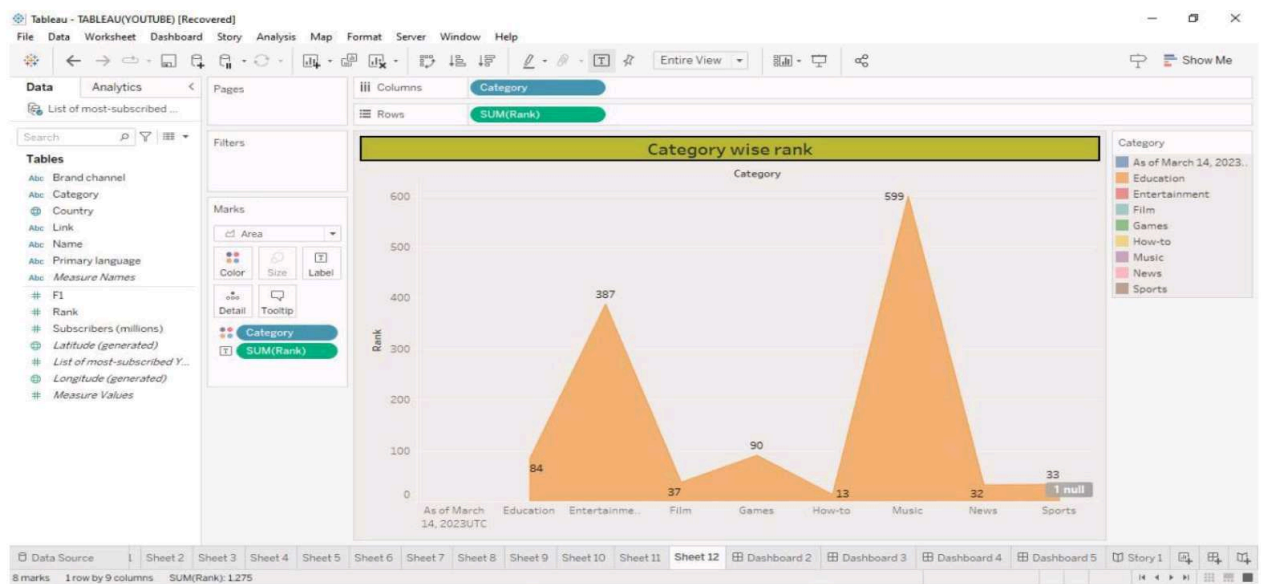 Tableau - TABLEAU(YOUTUBE) [Recovered]
File Data Worksheet Dashboard Story Analysis Map Format Server Window Help
Entire View
Show Me
Data Analytics
List of most-subscribed ...
Search
Tables
Abc Brand channel
Abc Category
Country
Abc Link
Abc Name
Abc Primary language
Abc Measure Names
# F1
# Rank
# Subscribers (millions)
Latitude (generated)
# List of most-subscribed Y...
Longitude (generated)
# Measure Values
Pages
Filters
Marks
Area
Color Size Label
Detail Tooltip
Category
SUM(Rank)
Columns Category
Rows SUM(Rank)
Category wise rank
Category
Rank
600
500
400
300
200
100
0
84
387
37
90
13
599
32
33
1 null
As of March
14, 2023UTC
Education Entertainme... Film Games How-to Music News Sports
Category
As of March 14, 2023..
Education
Entertainment
Film
Games
How-to
Music
News
Sports
Data Source Sheet 2 Sheet 3 Sheet 4 Sheet 5 Sheet 6 Sheet 7 Sheet 8 Sheet 9 Sheet 10 Sheet 11 Sheet 12 Dashboard 2 Dashboard 3 Dashboard 4 Dashboard 5 Story 1
8 marks 1 row by 9 columns SUM(Rank): 1,275